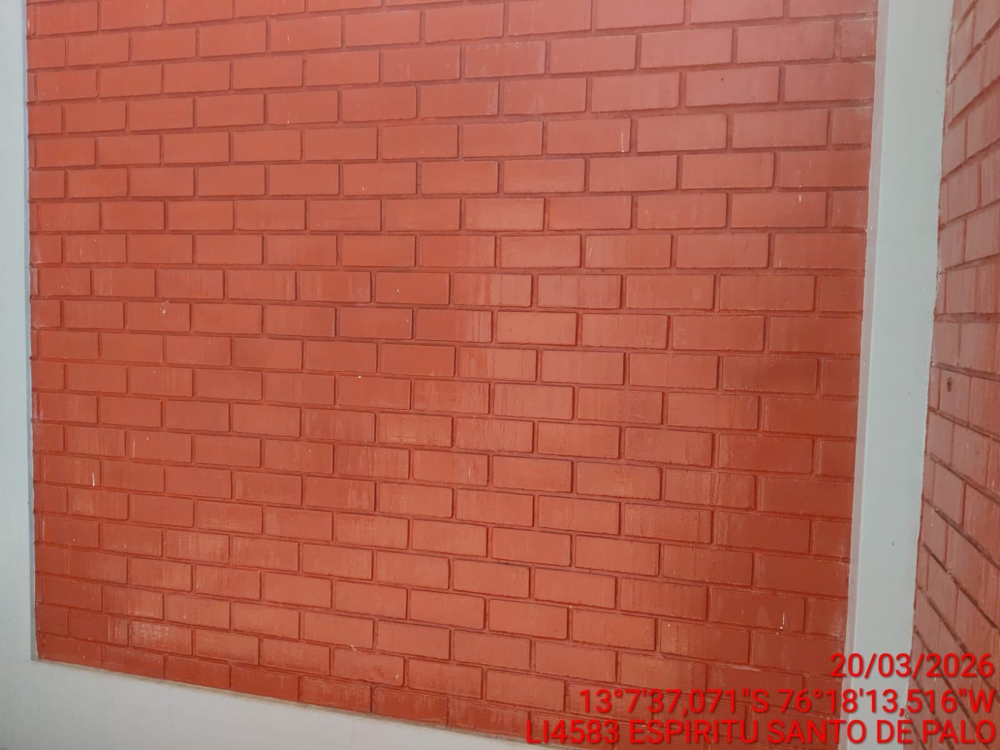 20/03/2026
13°7'37,071"S 76°18'13,516"W
LI4583 ESPIRITU SANTO DE PALO